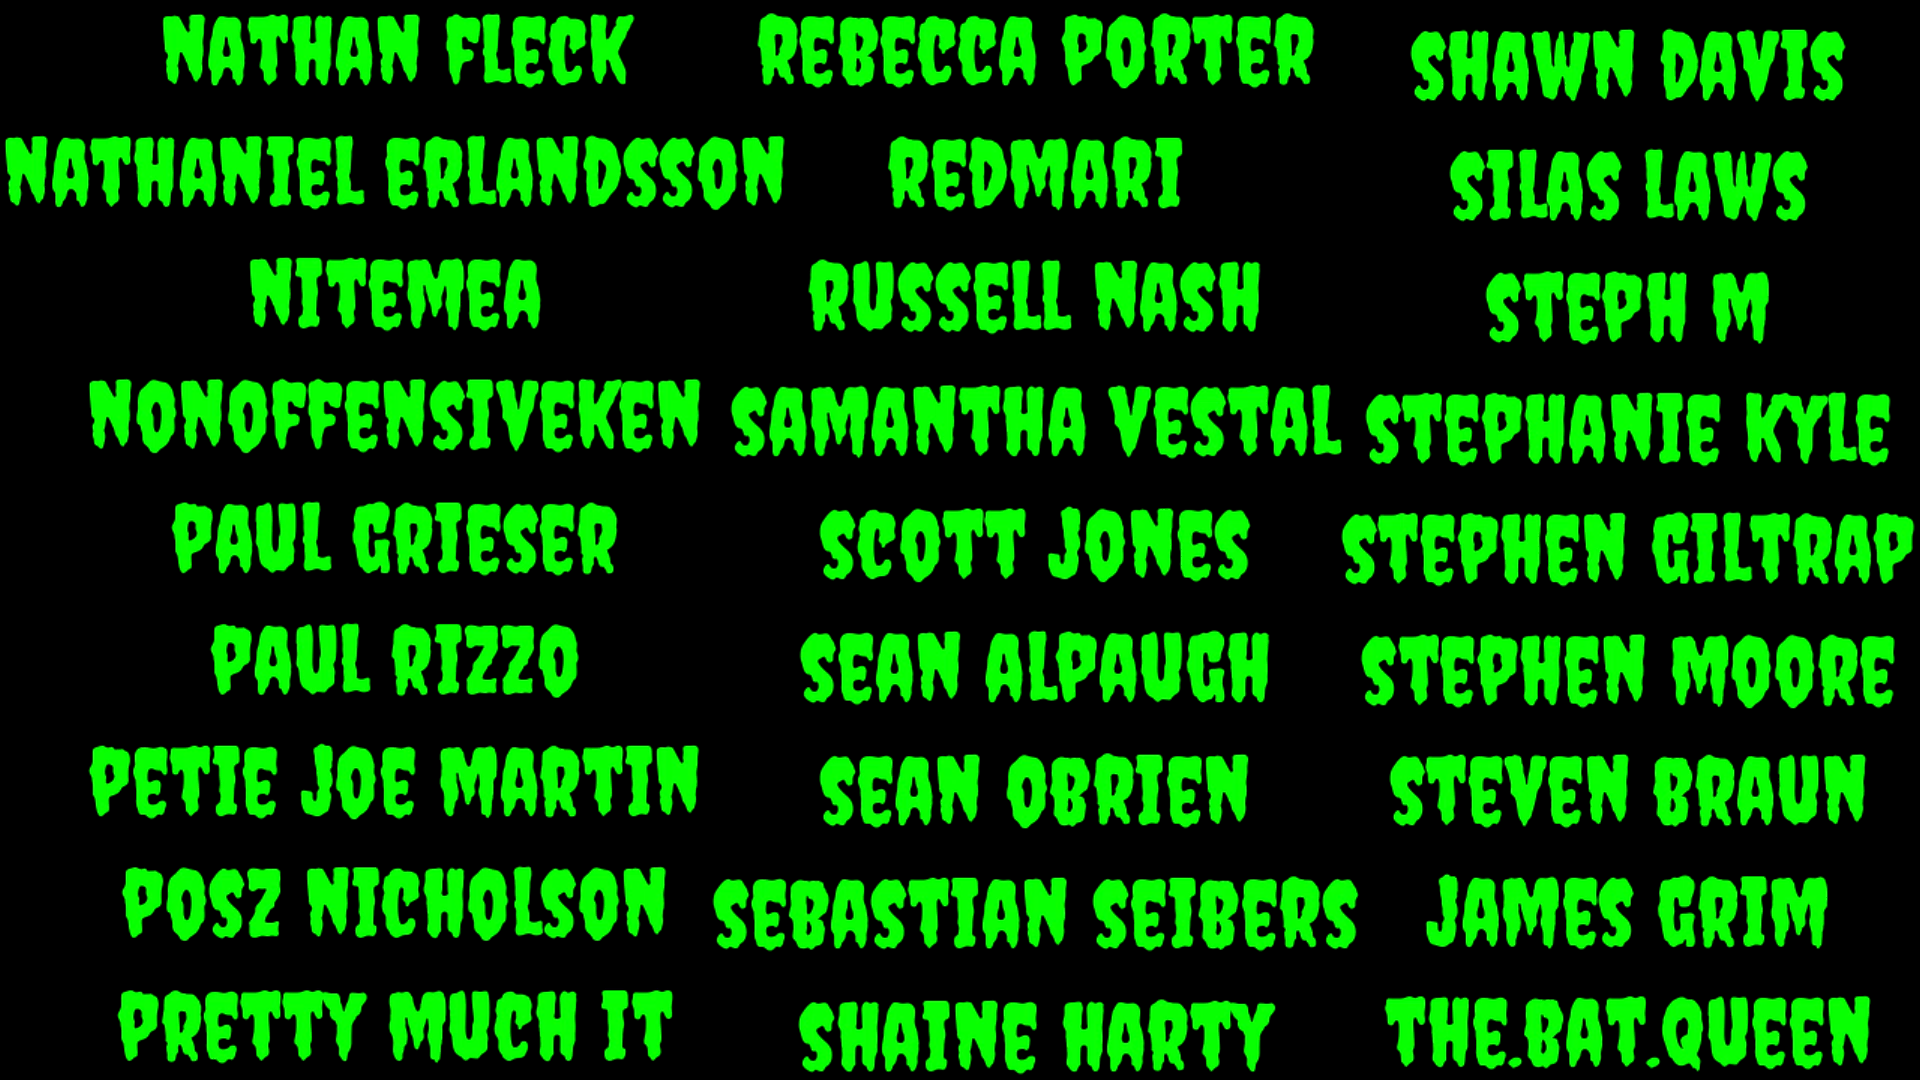 NATHAN FLECK
NATHANIEL ERLANDSSON
NITEMEA
NONOFFENSIVEKEN
PAUL GRIESER
PAUL RIZZO
PETIE JOE MARTIN
POSZ NICHOLSON
PRETTY MUCH IT
REBECCA PORTER
REDMARI
RUSSELL NASH
SAMANTHA VESTAL
SCOTT JONES
SEAN ALPAUGH
SEAN OBRIEN
SEBASTIAN SEIBERS
SHAINE HARTY
SHAWN DAVIS
SILAS LAWS
STEPH M
STEPHANIE KYLE
STEPHEN GILTRAP
STEPHEN MOORE
STEVEN BRAUN
JAMES GRIM
THE.BAT.QUEEN